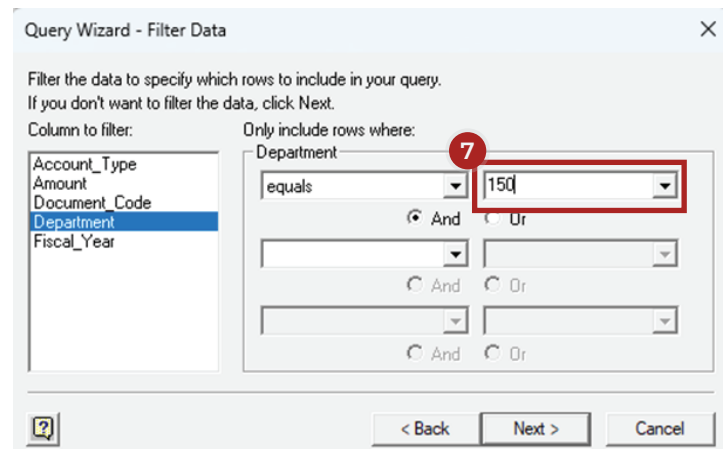 Query Wizard - Filter Data
Filter the data to specify which rows to include in your query.
If you don't want to filter the data, click Next.
Column to filter:
Only include rows where:
Account_Type
Amount
Document_Code
Department
Fiscal_Year
Department
7
equals
150
And Or
And Or
And Or
?
< Back
Next >
Cancel